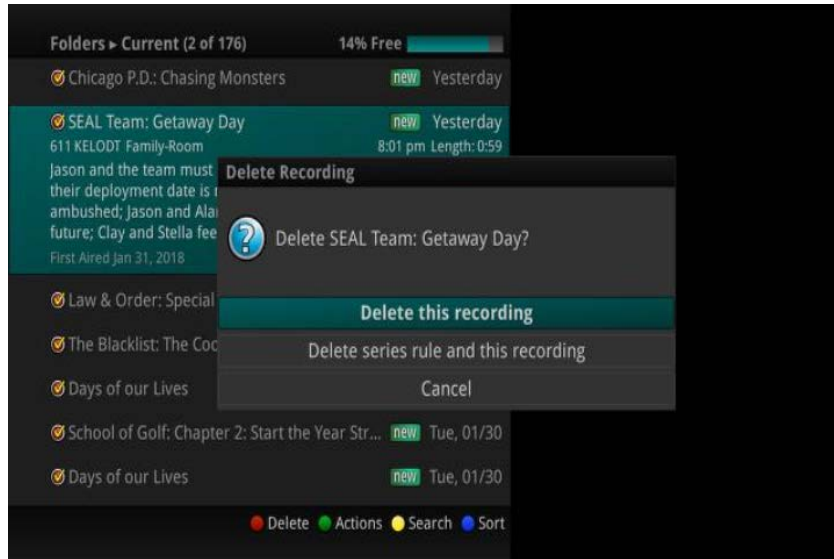 Folders ▸ Current (2 of 176) 14% Free
Chicago P.D.: Chasing Monsters new Yesterday
SEAL Team: Getaway Day new Yesterday
611 KELODT Family-Room 8:01 pm Length: 0:59
Jason and the team must
their deployment date is
ambushed; Jason and
future; Clay and Stella fee
First Aired Jan 31, 2018
Delete Recording
Delete SEAL Team: Getaway Day?
Delete this recording
Delete series rule and this recording
Cancel
Law & Order: Special
The Blacklist: The
Days of our Lives
School of Golf: Chapter 2: Start the Year Str... new Tue, 01/30
Days of our Lives new Tue, 01/30
Delete Actions Search Sort